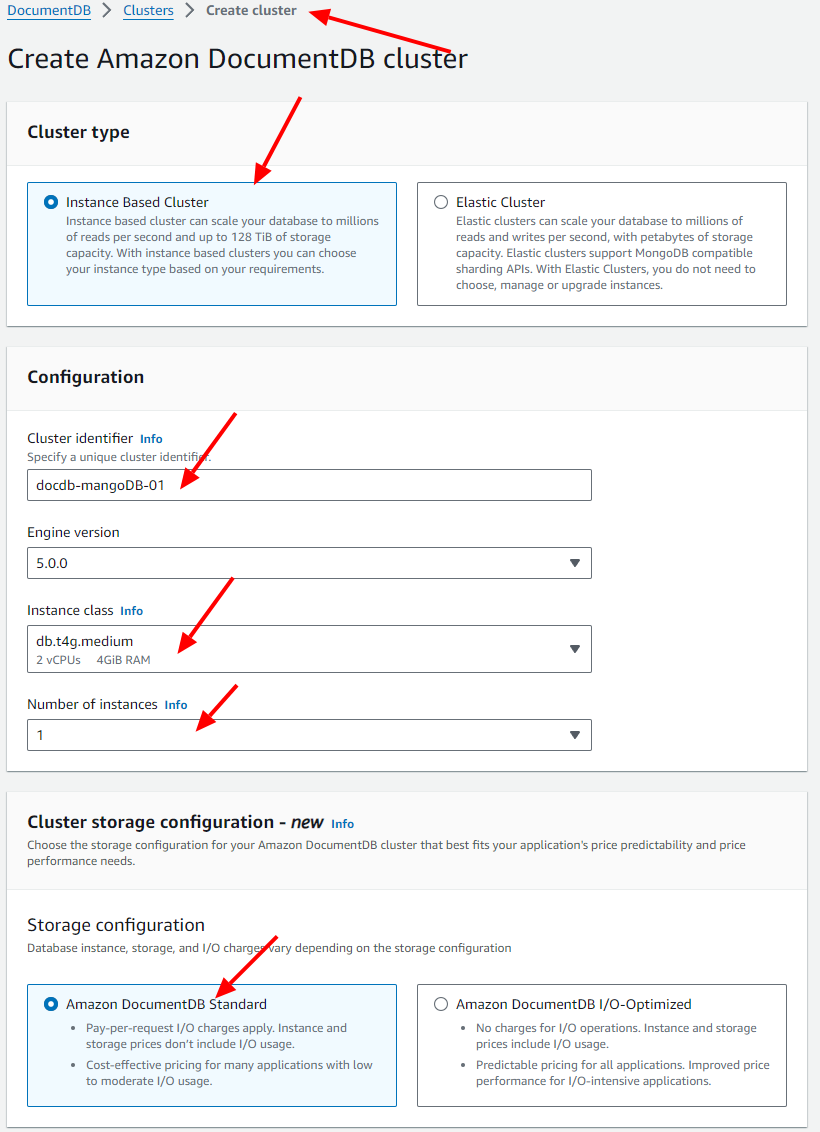 DocumentDB > Clusters > Create cluster
Create Amazon DocumentDB cluster
Cluster type
Instance Based Cluster
Instance based cluster can scale your database to millions
of reads per second and up to 128 TiB of storage
capacity. With instance based clusters you can choose
your instance type based on your requirements.
Elastic Cluster
Elastic clusters can scale your database to millions of
reads and writes per second, with petabytes of storage
capacity. Elastic clusters support MongoDB compatible
sharding APIs. With Elastic Clusters, you do not need to
choose, manage or upgrade instances.
Configuration
Cluster identifier Info
Specify a unique cluster identifier.
docdb-mangoDB-01
Engine version
5.0.0
Instance class Info
db.t4g.medium
2 vCPUs 4GiB RAM
Number of instances Info
1
Cluster storage configuration - new Info
Choose the storage configuration for your Amazon DocumentDB cluster that best fits your application's price predictability and price
performance needs.
Storage configuration
Database instance, storage, and I/O charges vary depending on the storage configuration
Amazon DocumentDB Standard
• Pay-per-request I/O charges apply. Instance and
storage prices don't include I/O usage.
• Cost-effective pricing for many applications with low
to moderate I/O usage.
Amazon DocumentDB I/O-Optimized
• No charges for I/O operations. Instance and storage
prices include I/O usage.
• Predictable pricing for all applications. Improved price
performance for I/O-intensive applications.